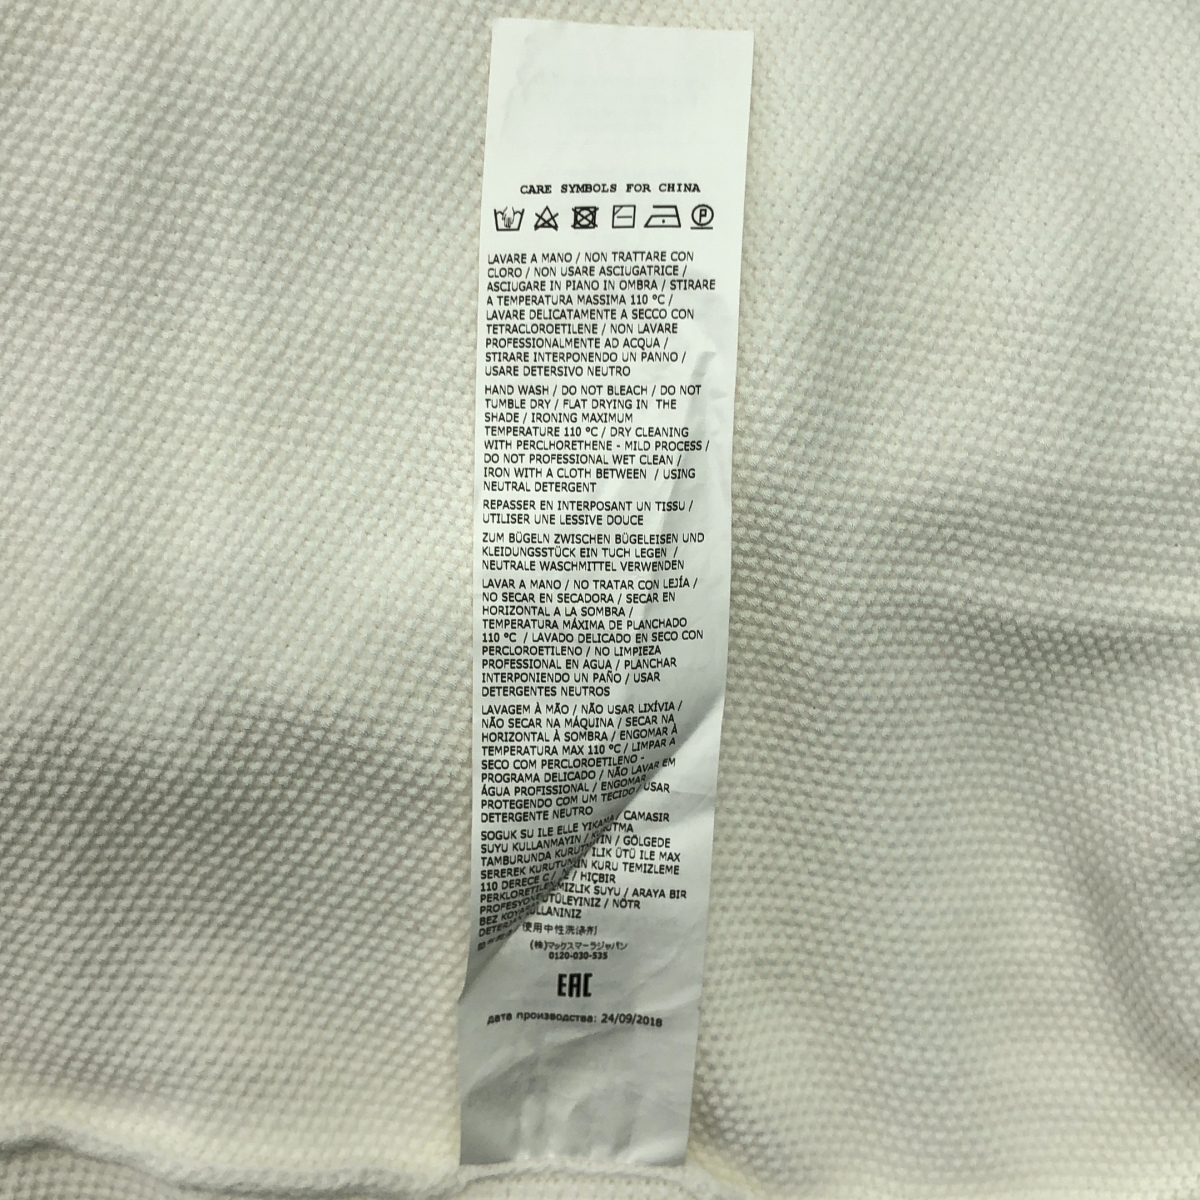 CARE SYMBOLS FOR CHINA
P
LAVARE A MANO / NON TRATTARE CON
CLORO / NON USARE ASCIUGATRICE /
ASCIUGARE IN PIANO IN OMBRA / STIRARE
A TEMPERATURA MASSIMA 110 °C /
LAVARE DELICATAMENTE A SECCO CON
TETRACLOROETILENE / NON LAVARE
PROFESSIONALMENTE AD ACQUA /
STIRARE INTERPONENDO UN PANNO /
USARE DETERSIVO NEUTRO
HAND WASH / DO NOT BLEACH / DO NOT
TUMBLE DRY / FLAT DRYING IN THE
SHADE / IRONING MAXIMUM
TEMPERATURE 110 °C / DRY CLEANING
WITH PERCLHORETHENE - MILD PROCESS /
DO NOT PROFESSIONAL WET CLEAN /
IRON WITH A CLOTH BETWEEN / USING
NEUTRAL DETERGENT
REPASSER EN INTERPOSANT UN TISSU /
UTILISER UNE LESSIVE DOUCE
ZUM BÜGELN ZWISCHEN BÜGELEISEN UND
KLEIDUNGSSTÜCK EIN TUCH LEGEN /
NEUTRALE WASCHMITTEL VERWENDEN
LAVAR A MANO / NO TRATAR CON LEJÍA /
NO SECAR EN SECADORA / SECAR EN
HORIZONTAL A LA SOMBRA /
TEMPERATURA MÁXIMA DE PLANCHADO
110 °C / LAVADO DELICADO EN SECO CON
PERCLOROETILENO / NO LIMPIEZA
PROFESSIONAL EN AGUA / PLANCHAR
INTERPONIENDO UN PAÑO / USAR
DETERGENTES NEUTROS
LAVAGEM À MÃO / NÃO USAR LIXÍVIA /
NÃO SECAR NA MÁQUINA / SECAR NA
HORIZONTAL À SOMBRA / ENGOMAR À
TEMPERATURA MAX 110 °C / LIMPAR A
SECO COM PERCLOROETILENO -
PROGRAMA DELICADO / NÃO LAVAR EM
ÁGUA PROFISSIONAL / ENGOMAR
PROTEGENDO COM UM TECIDO / USAR
DETERGENTE NEUTRO
SOGUK SU ILE ELLE YIKAMA / CAMASIR
SUYU KULLANMAYIN /
TAMBURUNDA / GÖLGEDE
SEREREK KURUTUN ILIK ÜTÜ ILE MAX
110 DERECE C / KURU TEMIZLEME
/ HIÇBIR
SUYU / ARAYA BIR
BEZ / NÖTR
使用中性洗涤剂
(株)マックスマーラジャパン
0120-030-535
EAC
дата производства: 24/09/2018